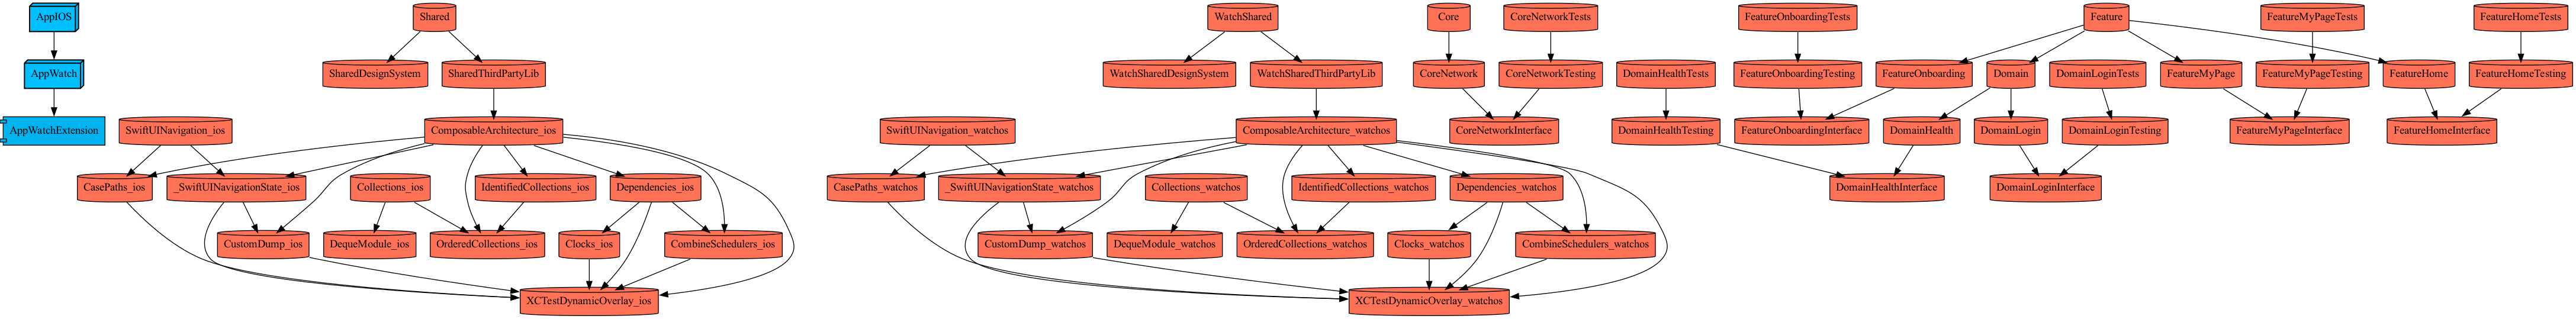 AppIOS
Shared
WatchShared
Core
CoreNetworkTests
FeatureOnboardingTests
Feature
FeatureMyPageTests
FeatureHomeTests
AppWatch
SharedDesignSystem
SharedThirdPartyLib
WatchSharedDesignSystem
WatchSharedThirdPartyLib
CoreNetwork
CoreNetworkTesting
DomainHealthTests
FeatureOnboardingTesting
FeatureOnboarding
Domain
DomainLoginTests
FeatureMyPage
FeatureMyPageTesting
FeatureHome
FeatureHomeTesting
AppWatchExtension
SwiftUINavigation_ios
ComposableArchitecture_ios
SwiftUINavigation_watchos
ComposableArchitecture_watchos
CoreNetworkInterface
DomainHealthTesting
FeatureOnboardingInterface
DomainHealth
DomainLogin
DomainLoginTesting
FeatureMyPageInterface
FeatureHomeInterface
CasePaths_ios
_SwiftUINavigationState_ios
Collections_ios
IdentifiedCollections_ios
Dependencies_ios
CasePaths_watchos
_SwiftUINavigationState_watchos
Collections_watchos
IdentifiedCollections_watchos
Dependencies_watchos
DomainHealthInterface
DomainLoginInterface
CustomDump_ios
DequeModule_ios
OrderedCollections_ios
Clocks_ios
CombineSchedulers_ios
CustomDump_watchos
DequeModule_watchos
OrderedCollections_watchos
Clocks_watchos
CombineSchedulers_watchos
XCTestDynamicOverlay_ios
XCTestDynamicOverlay_watchos